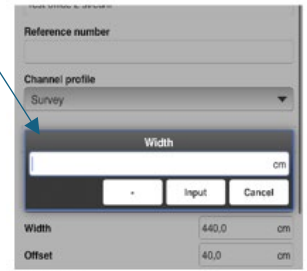 Reference number
Channel profile
Survey
Width
cm
- Input Cancel
Width 440,0 cm
Offset 40,0 cm